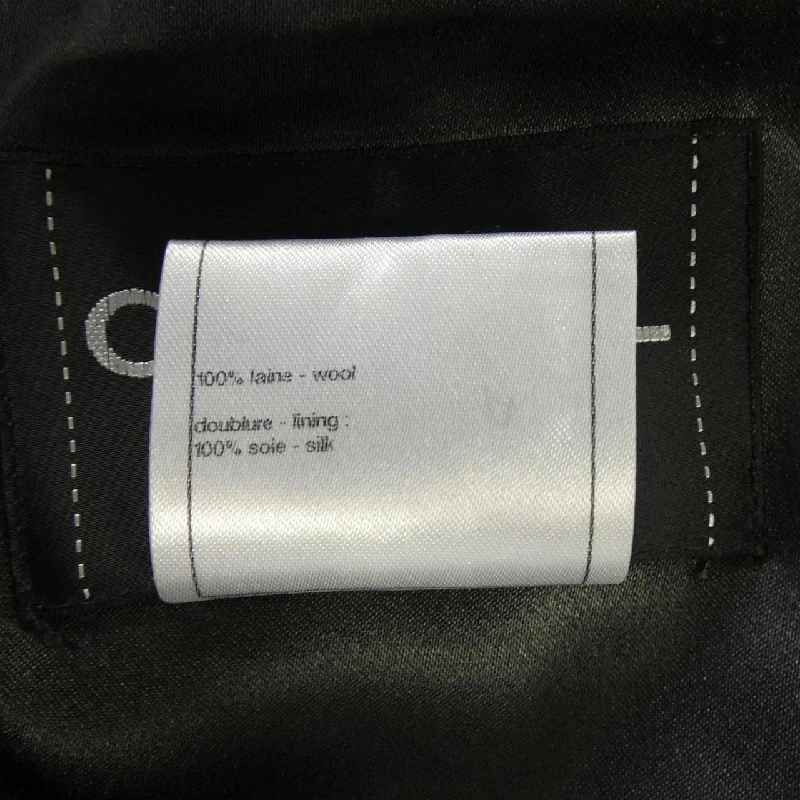 100% laine - wool
doublure - lining :
100% soie - silk